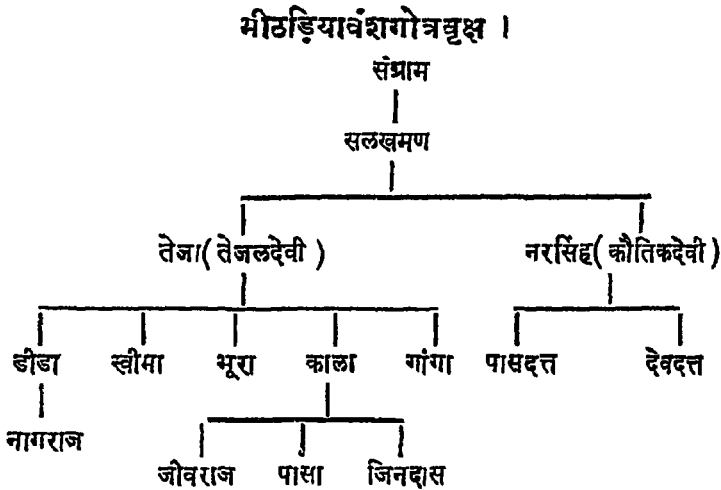 मीठड़ियावंशगोत्रवृक्ष ।
संग्राम
सलखमण
तेजा(तेजलदेवी) नरसिंह(कौतिकदेवी)
डीडा खीमा भूरा काला गांगा पासदत्त देवदत्त
नागराज
जीवराज पासा जिनदास